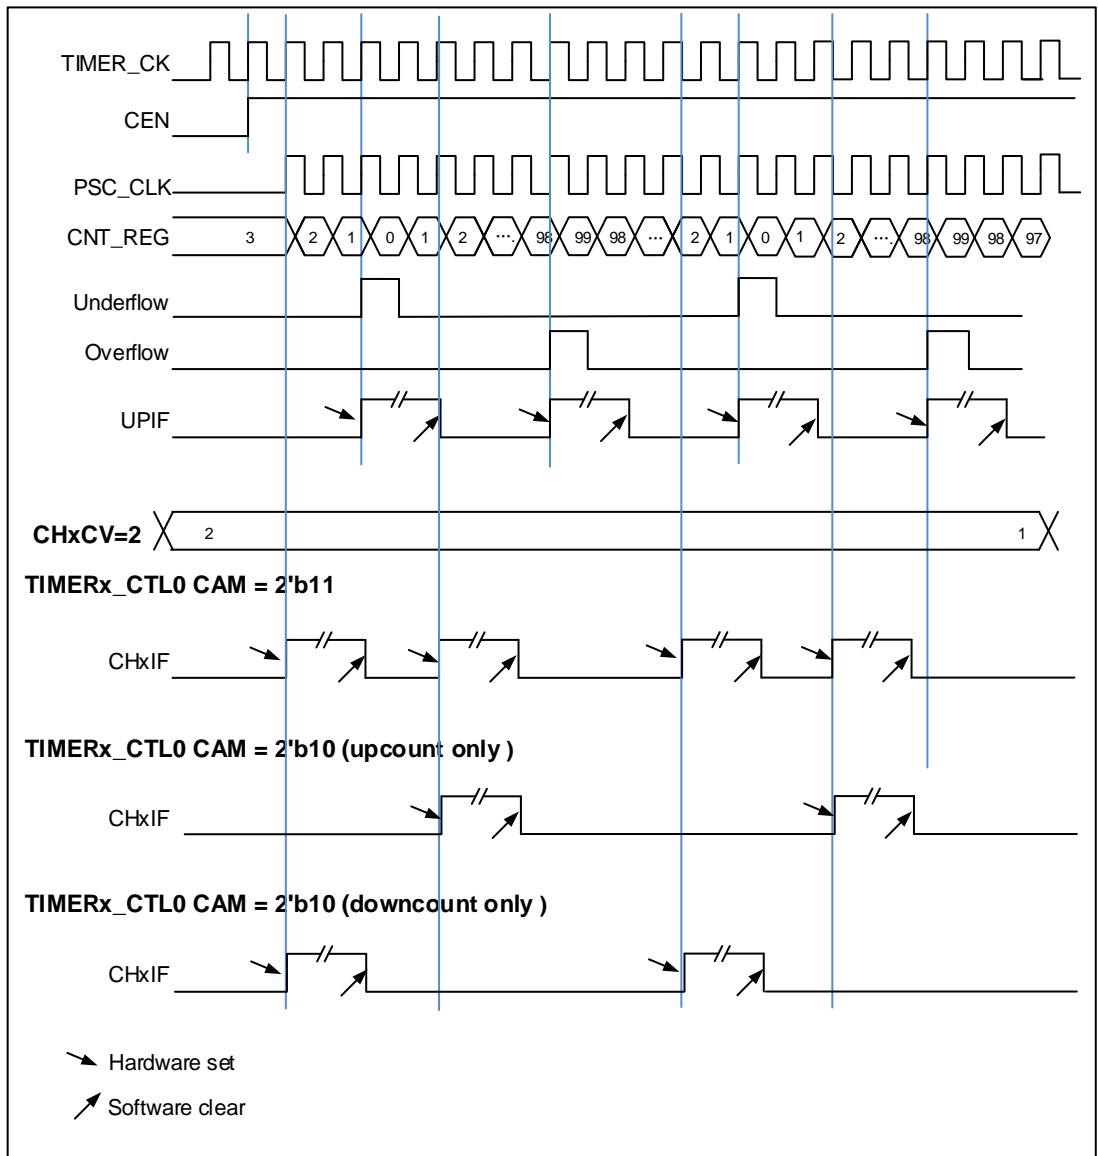 TIMER_CK
CEN
PSC_CLK
CNT_REG 3 2 1 0 1 2 .... 98 99 98 ... 2 1 0 1 2 .... 98 99 98 97
Underflow
Overflow
UPIF
CHxCV=2 2 1
TIMERx_CTL0 CAM = 2'b11
CHxIF
TIMERx_CTL0 CAM = 2'b10 (upcount only )
CHxIF
TIMERx_CTL0 CAM = 2'b10 (downcount only )
CHxIF
Hardware set
Software clear